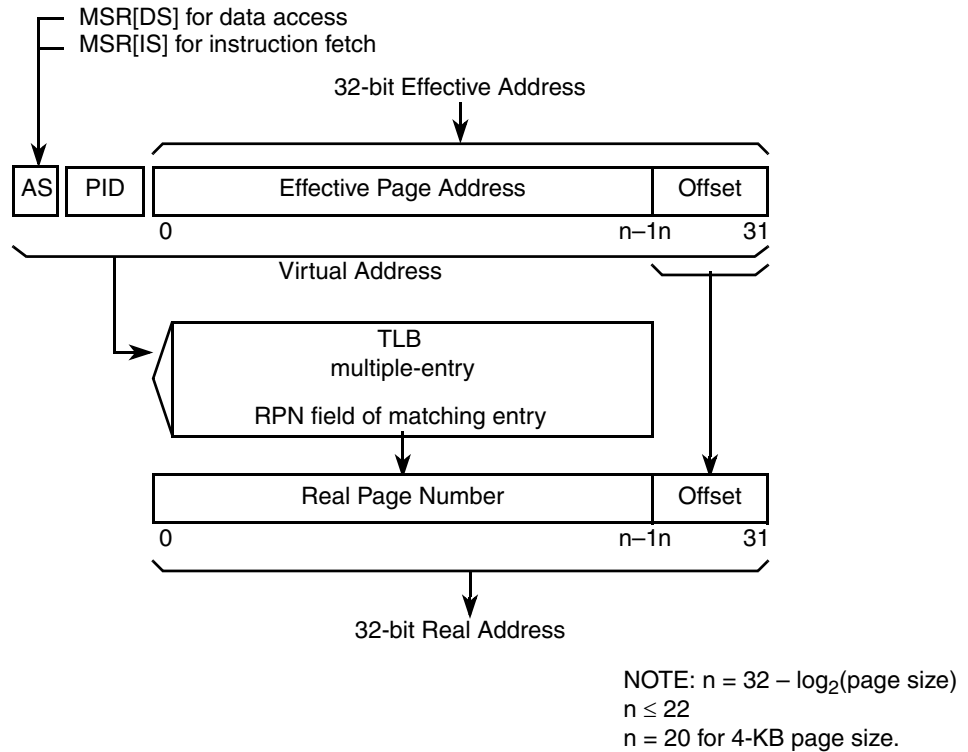 MSR[DS] for data access
MSR[IS] for instruction fetch
32-bit Effective Address
AS PID Effective Page Address Offset
0 n–1n 31
Virtual Address
TLB
multiple-entry
RPN field of matching entry
Real Page Number Offset
0 n–1n 31
32-bit Real Address
NOTE: n = 32 – log₂(page size)
n ≤ 22
n = 20 for 4-KB page size.